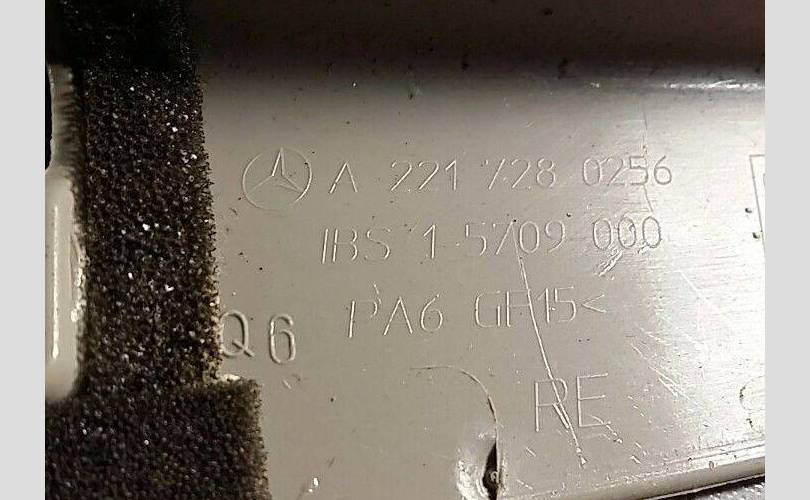 A 221 728 0256
IBS 1-5709 000
PA6 GF15<
Q6
RE